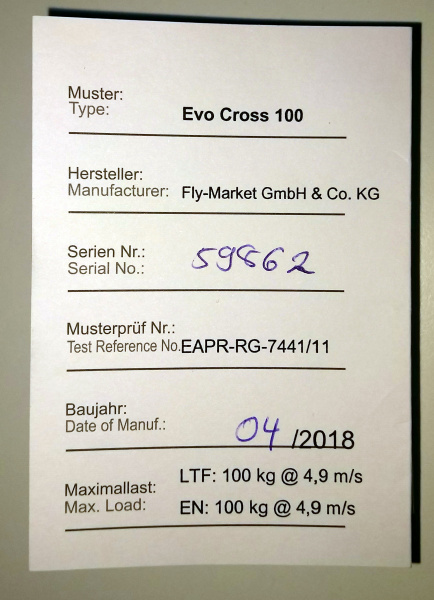 Muster:
Type: Evo Cross 100
Hersteller:
Manufacturer: Fly-Market GmbH & Co. KG
Serien Nr.:
Serial No.: 59862
Musterprüf Nr.:
Test Reference No. EAPR-RG-7441/11
Baujahr:
Date of Manuf.: 04 /2018
LTF: 100 kg @ 4,9 m/s
Maximallast:
Max. Load: EN: 100 kg @ 4,9 m/s